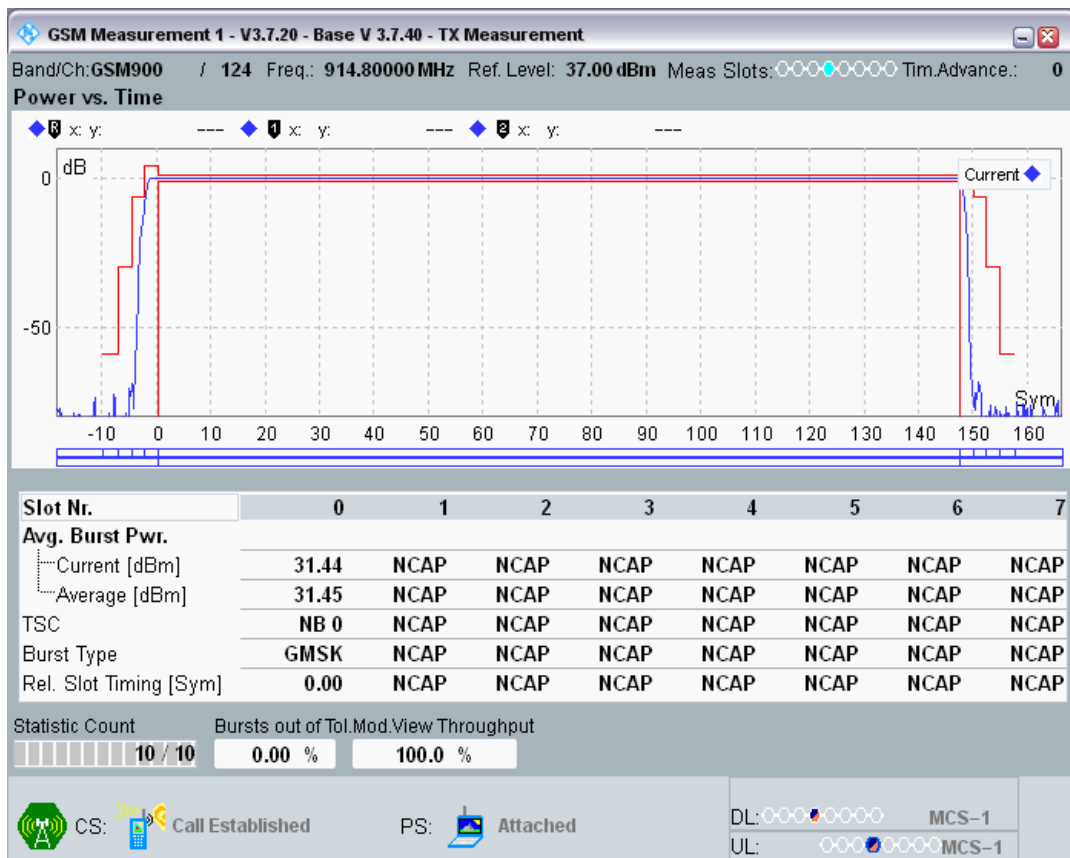 GSM Measurement 1 - V3.7.20 - Base V 3.7.40 - TX Measurement
Band/Ch:GSM900 / 124 Freq.: 914.80000 MHz Ref. Level: 37.00 dBm Meas Slots: Tim.Advance.: 0
Power vs. Time
R x: y: --- 1 x: y: --- 2 x: y: ---
dB
Current
0
-50
Sym
-10 0 10 20 30 40 50 60 70 80 90 100 110 120 130 140 150 160
Slot Nr. 0 1 2 3 4 5 6 7
Avg. Burst Pwr.
Current [dBm] 31.44 NCAP NCAP NCAP NCAP NCAP NCAP NCAP
Average [dBm] 31.45 NCAP NCAP NCAP NCAP NCAP NCAP NCAP
TSC NB 0 NCAP NCAP NCAP NCAP NCAP NCAP NCAP
Burst Type GMSK NCAP NCAP NCAP NCAP NCAP NCAP NCAP
Rel. Slot Timing [Sym] 0.00 NCAP NCAP NCAP NCAP NCAP NCAP NCAP
Statistic Count Bursts out of Tol.Mod.View Throughput
10 / 10 0.00 % 100.0 %
CS: Call Established PS: Attached
DL: MCS-1
UL: MCS-1